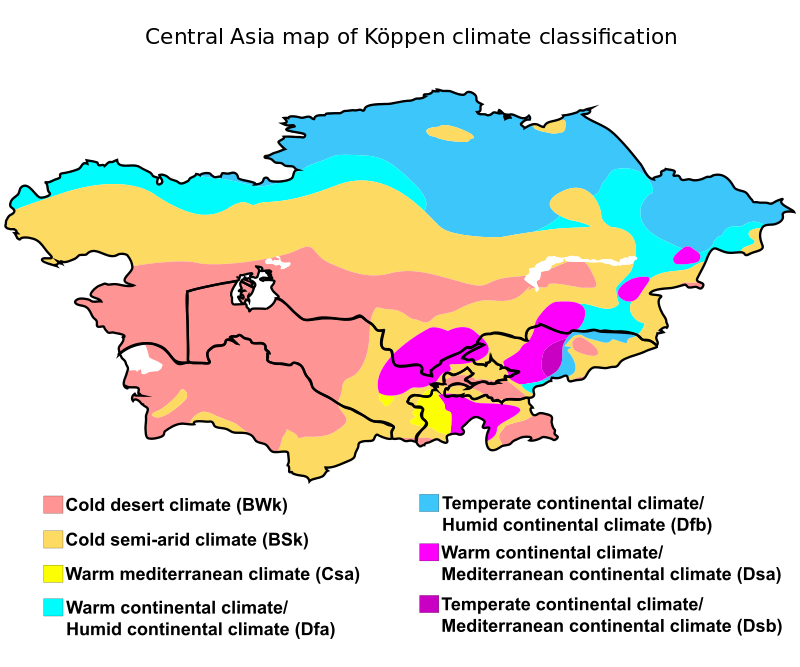 Central Asia map of Köppen climate classification
Cold desert climate (BWk)
Cold semi-arid climate (BSk)
Warm mediterranean climate (Csa)
Warm continental climate/
Humid continental climate (Dfa)
Temperate continental climate/
Humid continental climate (Dfb)
Warm continental climate/
Mediterranean continental climate (Dsa)
Temperate continental climate/
Mediterranean continental climate (Dsb)